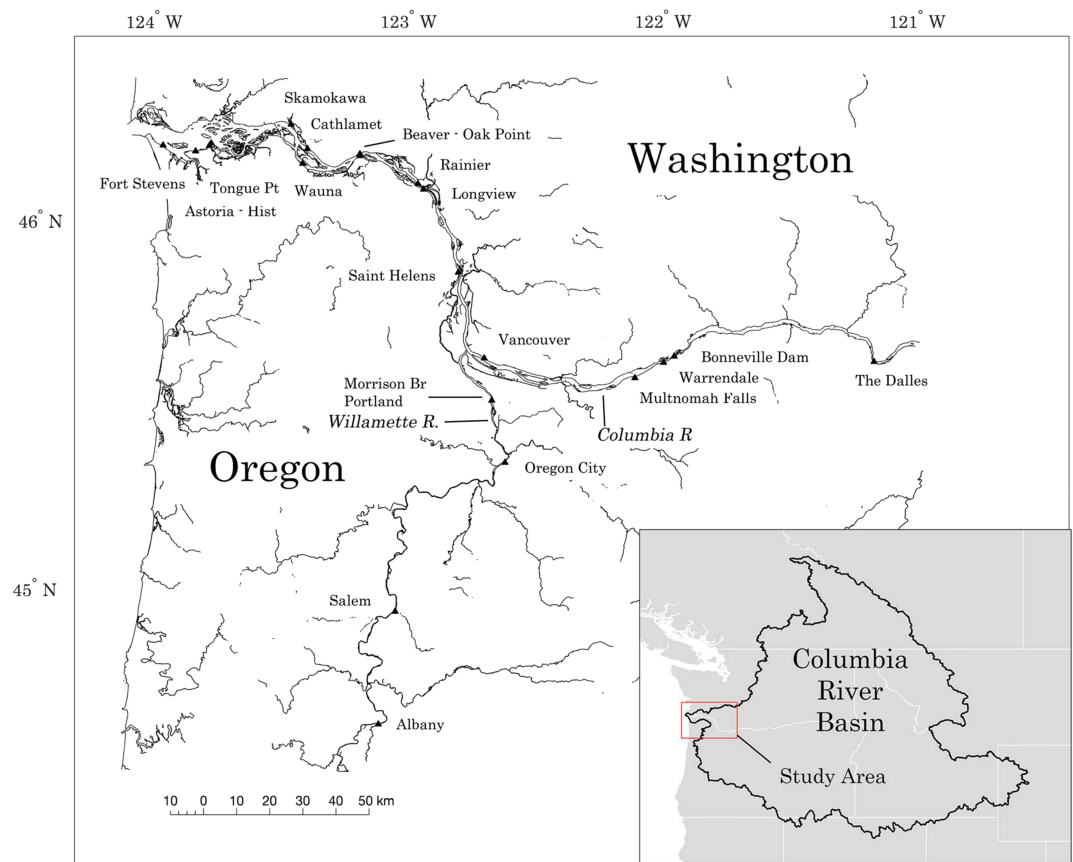 124° W
123° W
122° W
121° W
Skamokawa
Cathlamet
Beaver - Oak Point
Washington
Rainier
Fort Stevens
Tongue Pt
Wauna
Longview
Astoria - Hist
46° N
Saint Helens
Vancouver
Bonneville Dam
Morrison Br
Portland
Warrendale
The Dalles
Multnomah Falls
Willamette R.
Columbia R
Oregon
Oregon City
45° N
Salem
Columbia
River
Basin
Albany
Study Area
10 0 10 20 30 40 50 km